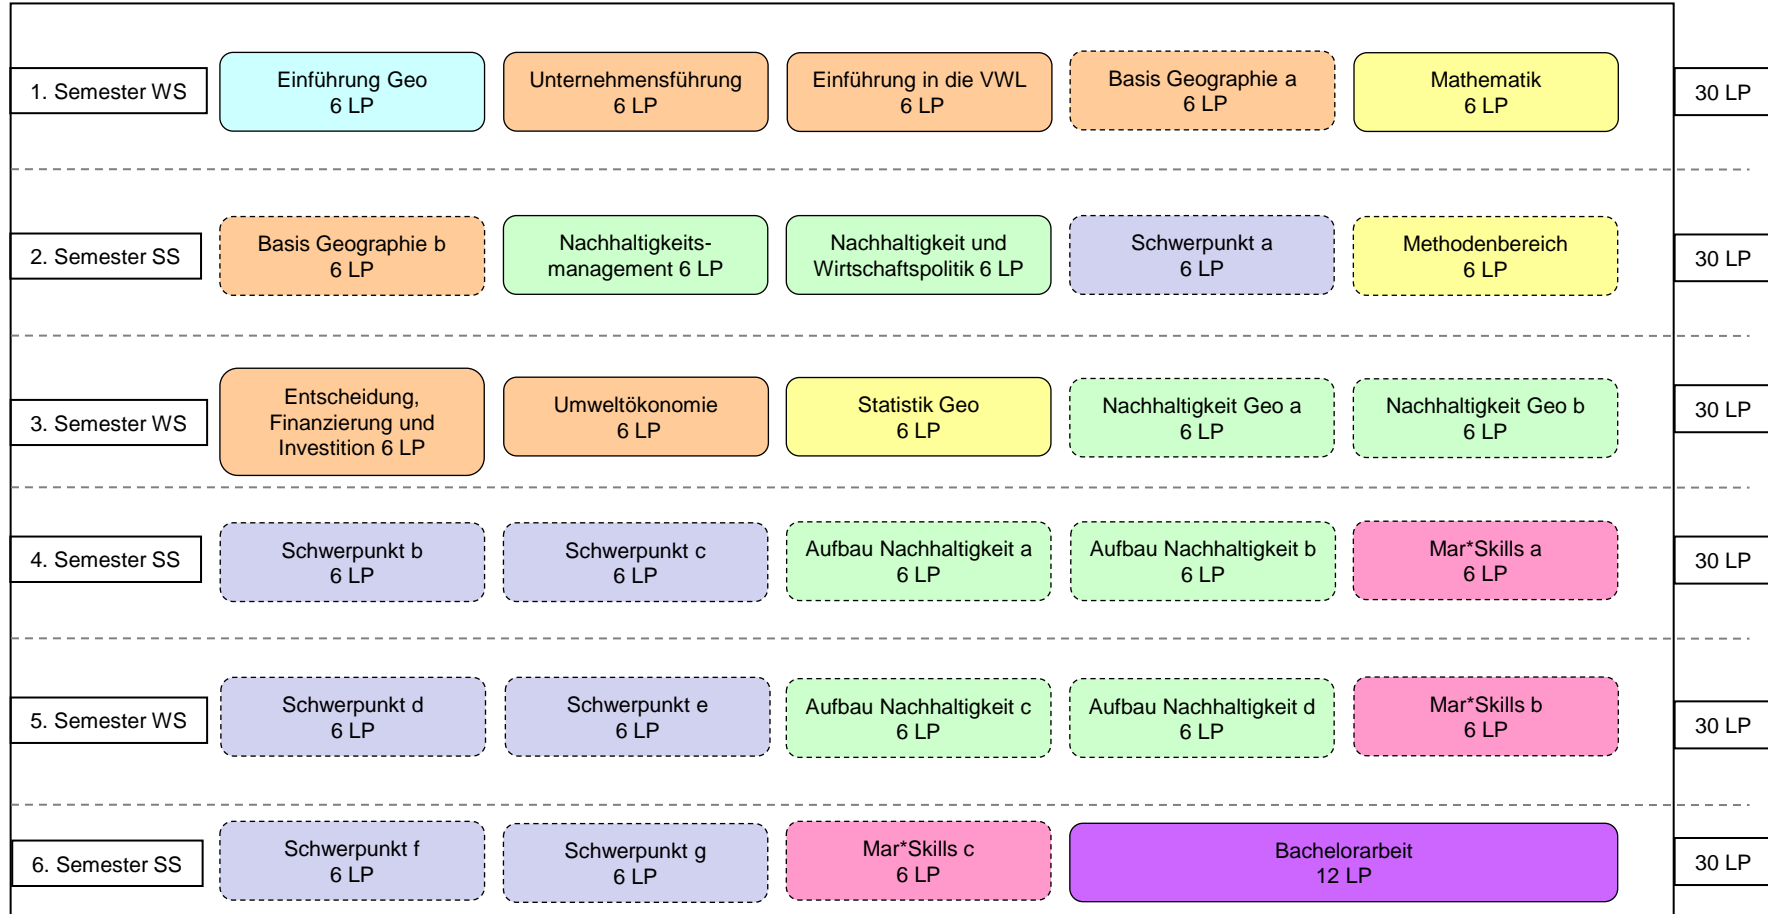 1. Semester WS
Einführung Geo
6 LP
Unternehmensführung
6 LP
Einführung in die VWL
6 LP
Basis Geographie a
6 LP
Mathematik
6 LP
30 LP
2. Semester SS
Basis Geographie b
6 LP
Nachhaltigkeits-
management 6 LP
Nachhaltigkeit und
Wirtschaftspolitik 6 LP
Schwerpunkt a
6 LP
Methodenbereich
6 LP
30 LP
3. Semester WS
Entscheidung,
Finanzierung und
Investition 6 LP
Umweltökonomie
6 LP
Statistik Geo
6 LP
Nachhaltigkeit Geo a
6 LP
Nachhaltigkeit Geo b
6 LP
30 LP
4. Semester SS
Schwerpunkt b
6 LP
Schwerpunkt c
6 LP
Aufbau Nachhaltigkeit a
6 LP
Aufbau Nachhaltigkeit b
6 LP
Mar*Skills a
6 LP
30 LP
5. Semester WS
Schwerpunkt d
6 LP
Schwerpunkt e
6 LP
Aufbau Nachhaltigkeit c
6 LP
Aufbau Nachhaltigkeit d
6 LP
Mar*Skills b
6 LP
30 LP
6. Semester SS
Schwerpunkt f
6 LP
Schwerpunkt g
6 LP
Mar*Skills c
6 LP
Bachelorarbeit
12 LP
30 LP